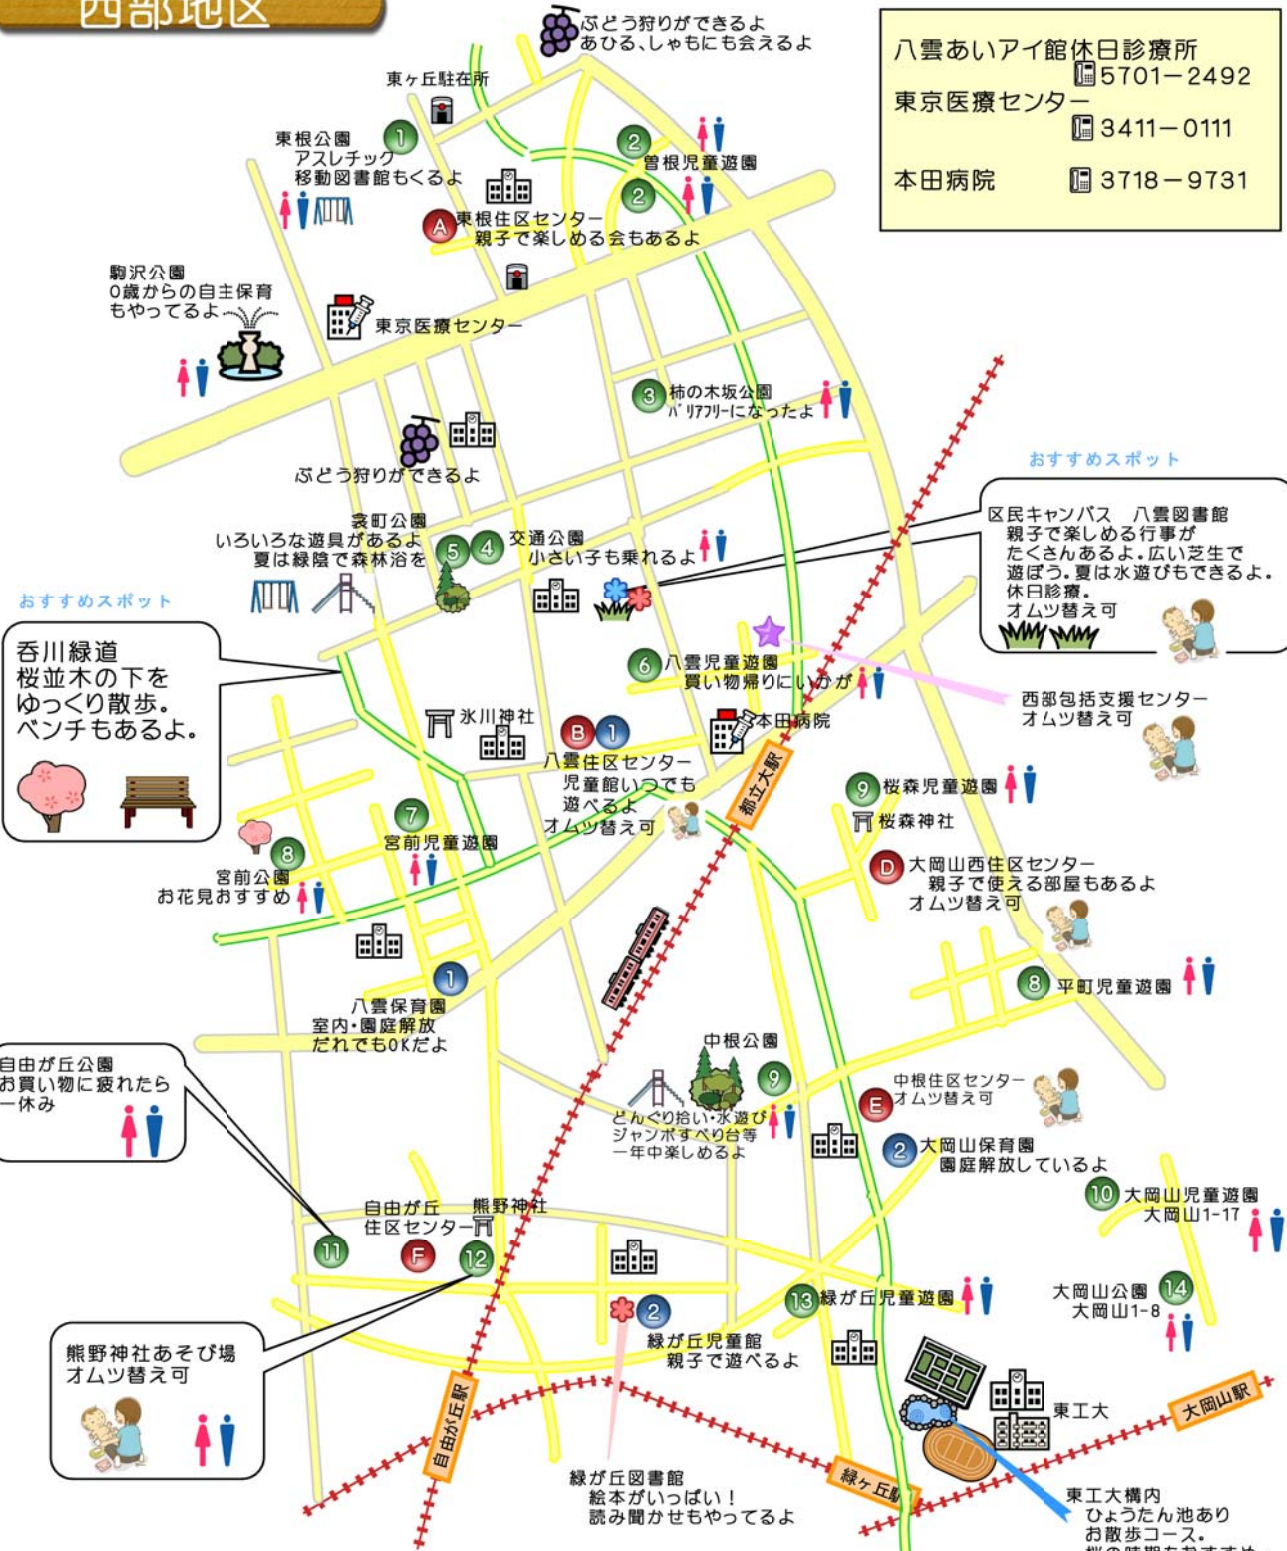 西部地区
ぶどう狩りができるよ
あひる、しゃもにも会えるよ
八雲あいアイ館休日診療所
5701-2492
東京医療センター
3411-0111
本田病院 3718-9731
東ヶ丘駐在所
1
東根公園
アスレチック
移動図書館もくるよ
2
曽根児童遊園
2
A
東根住区センター
親子で楽しめる会もあるよ
駒沢公園
0歳からの自主保育
もやってるよ
東京医療センター
3
柿の木坂公園
バリアフリーになったよ
ぶどう狩りができるよ
衾町公園
いろいろな遊具があるよ
夏は緑陰で森林浴を
5
4
交通公園
小さい子も乗れるよ
おすすめスポット
区民キャンパス 八雲図書館
親子で楽しめる行事が
たくさんあるよ。広い芝生で
遊ぼう。夏は水遊びもできるよ。
休日診療。
オムツ替え可
おすすめスポット
呑川緑道
桜並木の下を
ゆっくり散歩。
ベンチもあるよ。
6
八雲児童遊園
買い物帰りにいかが
西部包括支援センター
オムツ替え可
氷川神社
B
1
八雲住区センター
児童館いつでも
遊べるよ
オムツ替え可
本田病院
都立大駅
9
桜森児童遊園
桜森神社
7
宮前児童遊園
8
宮前公園
お花見おすすめ
D
大岡山西住区センター
親子で使える部屋もあるよ
オムツ替え可
1
八雲保育園
室内・園庭解放
だれでもOKだよ
8
平町児童遊園
自由が丘公園
お買い物に疲れたら
一休み
中根公園
9
どんぐり拾い・水遊び
ジャンボすべり台等
一年中楽しめるよ
E
中根住区センター
オムツ替え可
2
大岡山保育園
園庭解放しているよ
10
大岡山児童遊園
大岡山1-17
11
自由が丘
住区センター
F
熊野神社
12
13
緑が丘児童遊園
大岡山公園
大岡山1-8
14
2
緑が丘児童館
親子で遊べるよ
熊野神社あそび場
オムツ替え可
自由が丘駅
緑が丘図書館
絵本がいっぱい!
読み聞かせもやってるよ
緑ヶ丘駅
東工大
大岡山駅
東工大構内
ひょうたん池あり
お散歩コース。